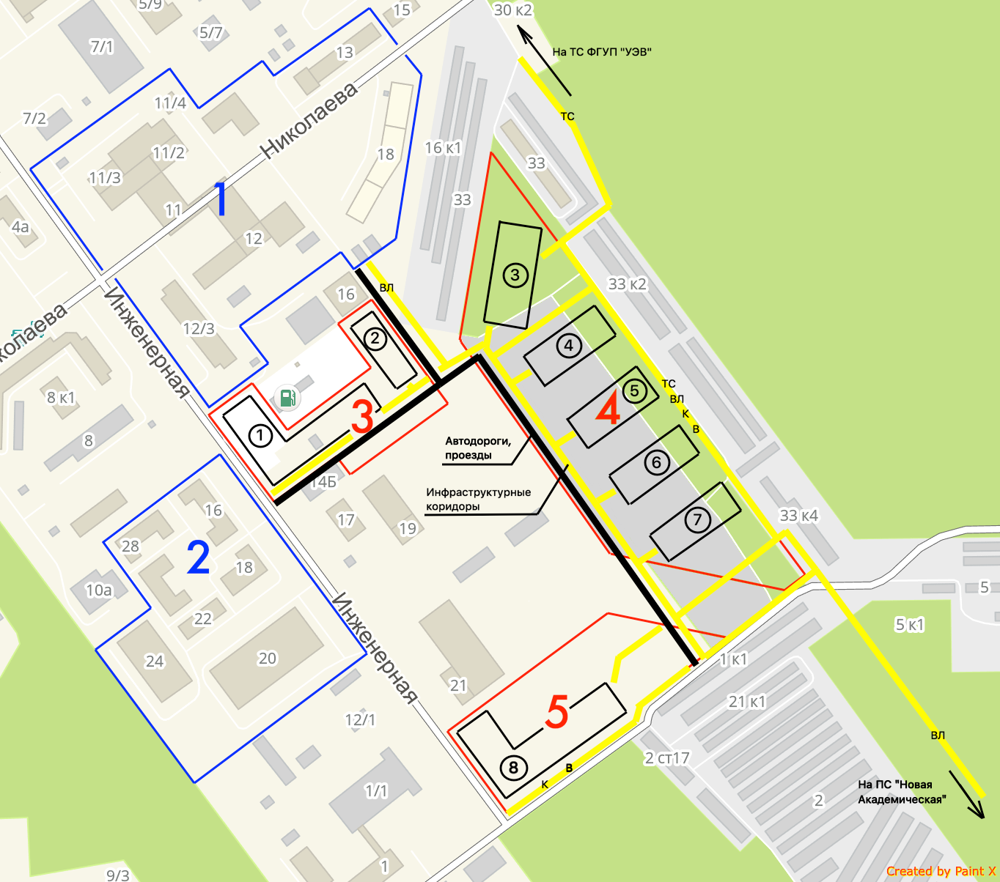 5/9
15
30 к2
7/1
5/7
13
На ТС ФГУП "УЭВ"
11/4
7/2
ТС
Николаева
16 к1
18
33
11/2
11/3
33
1
11
4а
12
ВЛ
3
33 к2
16
Инженерная
Николаева
12/3
2
4
8 к1
5
ТС
ВЛ
К
В
3
4
1
8
Автодороги,
проезды
6
14Б
Инфраструктурные
коридоры
16
17
19
7
33 к4
28
2
18
10а
5
22
Инженерная
5 к1
20
24
1 к1
21
21 к1
5
12/1
ВЛ
2 ст17
8
В
К
На ПС "Новая
Академическая"
1/1
2
1
9/3
Created by Paint X